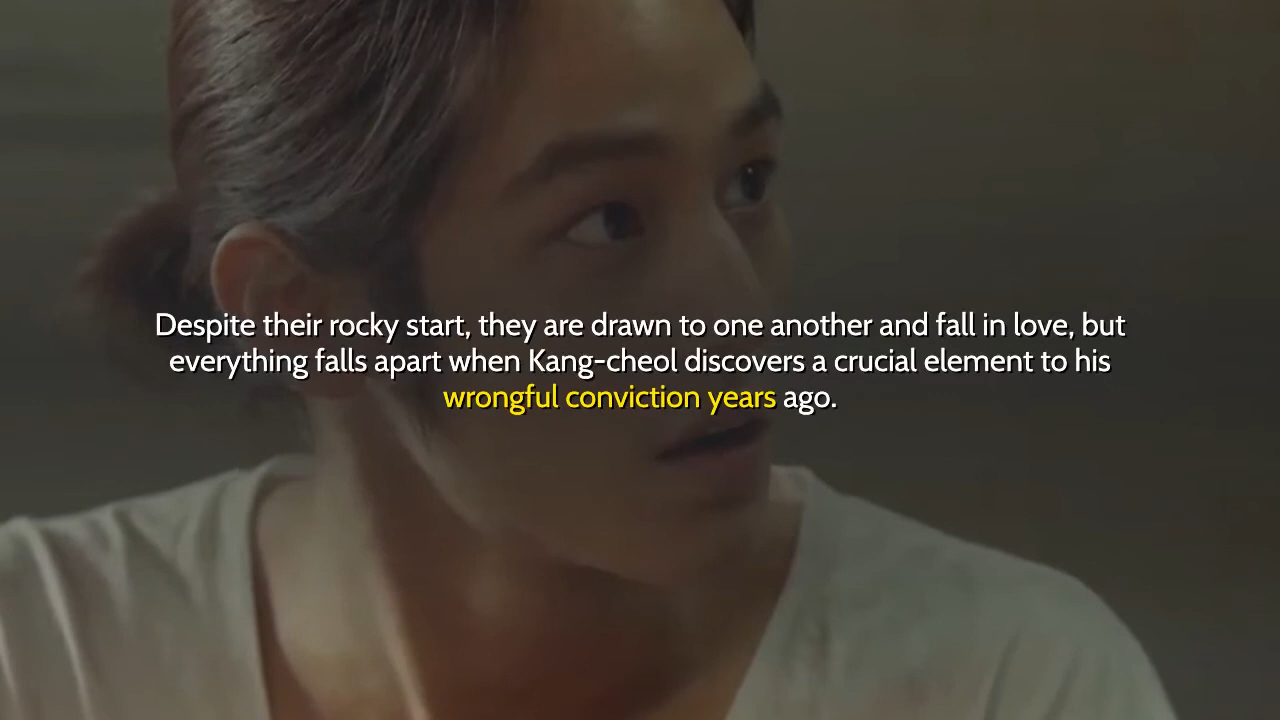 Despite their rocky start, they are drawn to one another and fall in love, but
everything falls apart when Kang-cheol discovers a crucial element to his
wrongful conviction years ago.